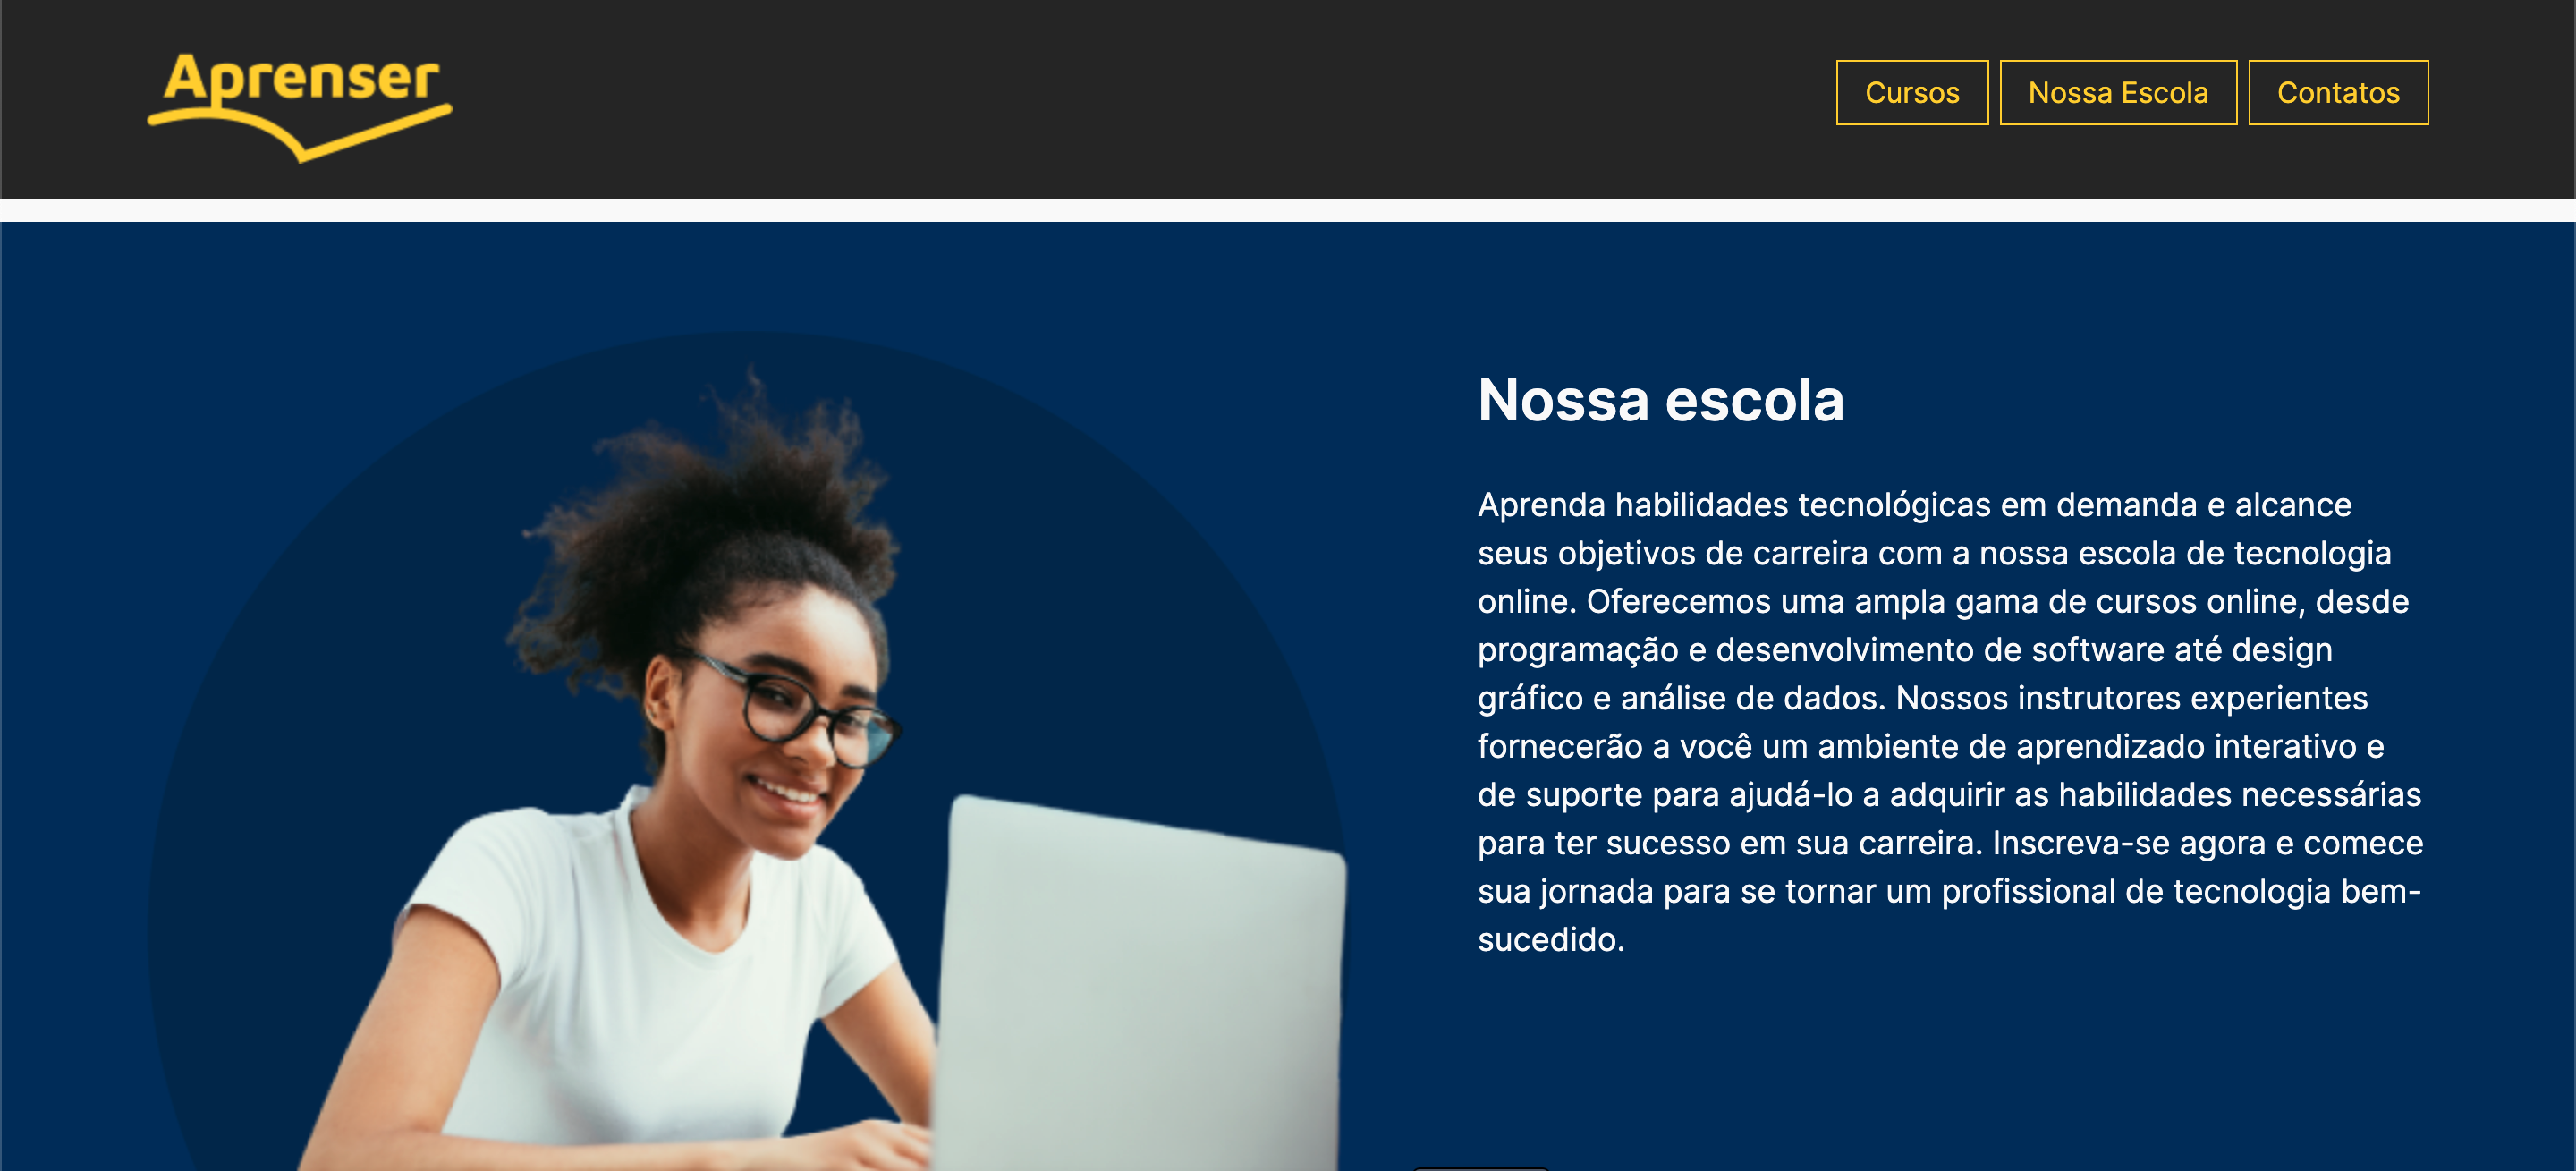 Aprenser
Cursos
Nossa Escola
Contatos
Nossa escola
Aprenda habilidades tecnológicas em demanda e alcance
seus objetivos de carreira com a nossa escola de tecnologia
online. Oferecemos uma ampla gama de cursos online, desde
programação e desenvolvimento de software até design
gráfico e análise de dados. Nossos instrutores experientes
fornecerão a você um ambiente de aprendizado interativo e
de suporte para ajudá-lo a adquirir as habilidades necessárias
para ter sucesso em sua carreira. Inscreva-se agora e comece
sua jornada para se tornar um profissional de tecnologia bem-
sucedido.